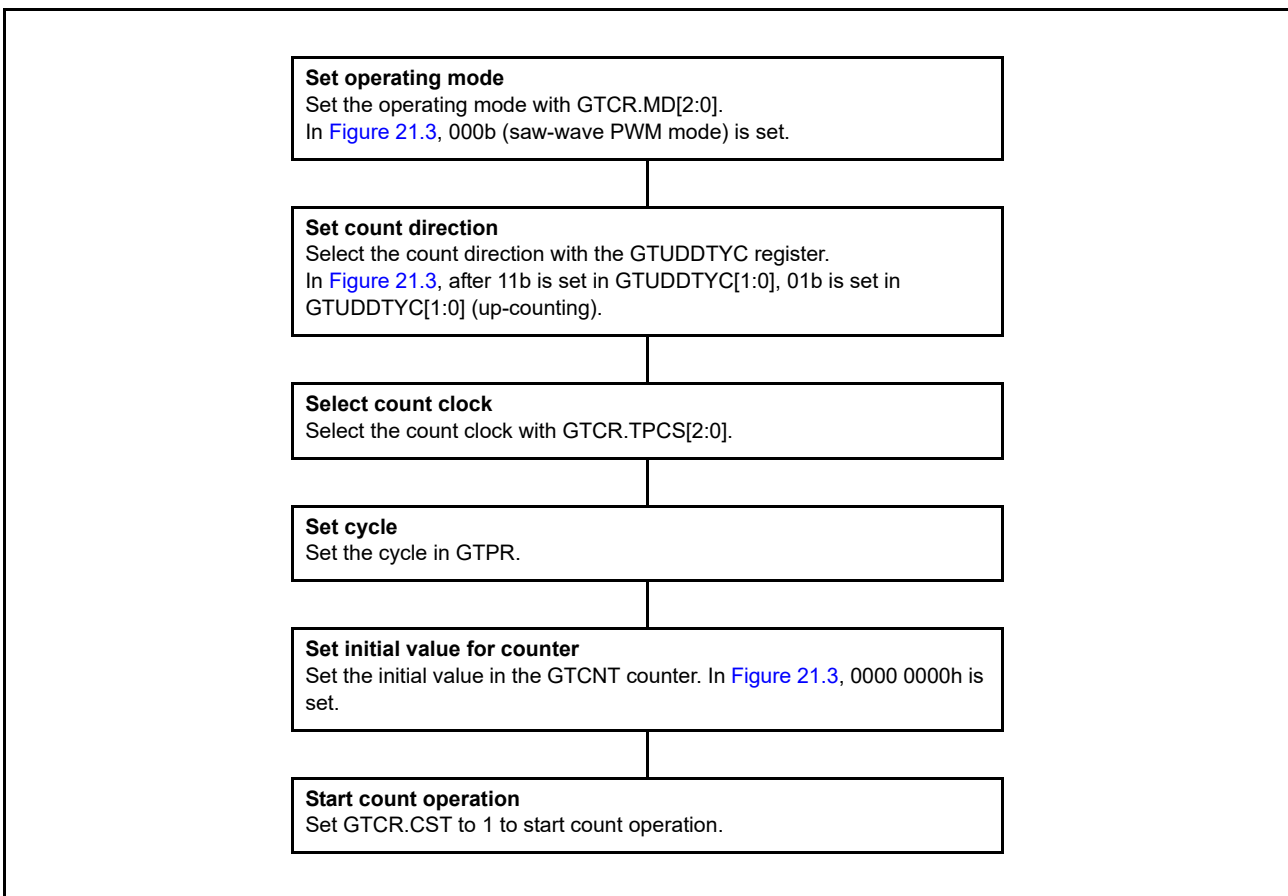 Set operating mode
Set the operating mode with GTCR.MD[2:0].
In Figure 21.3, 000b (saw-wave PWM mode) is set.
Set count direction
Select the count direction with the GTUDDTYC register.
In Figure 21.3, after 11b is set in GTUDDTYC[1:0], 01b is set in
GTUDDTYC[1:0] (up-counting).
Select count clock
Select the count clock with GTCR.TPCS[2:0].
Set cycle
Set the cycle in GTPR.
Set initial value for counter
Set the initial value in the GTCNT counter. In Figure 21.3, 0000 0000h is
set.
Start count operation
Set GTCR.CST to 1 to start count operation.